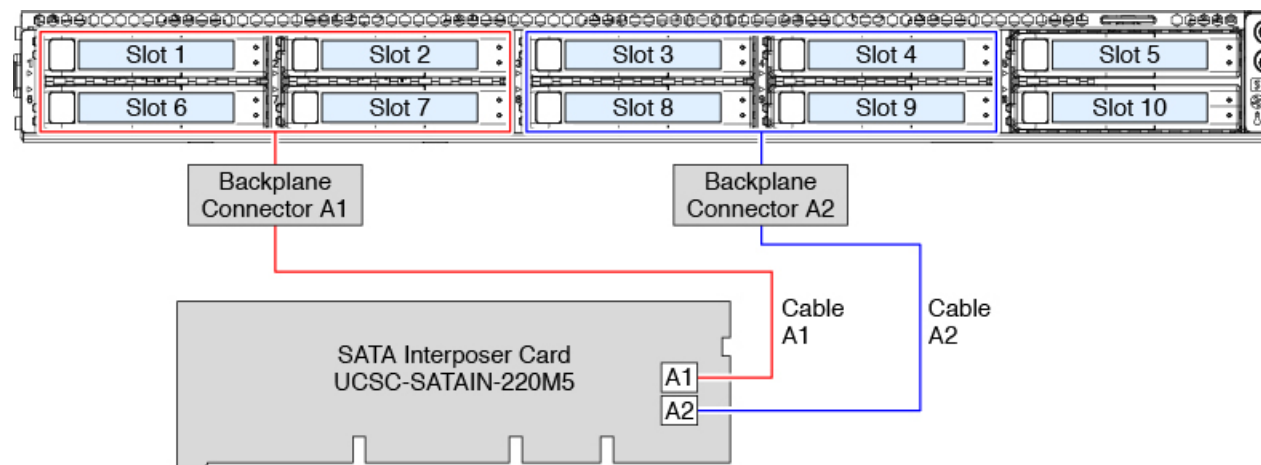 Slot 1
Slot 2
Slot 3
Slot 4
Slot 5
Slot 6
Slot 7
Slot 8
Slot 9
Slot 10
Backplane
Connector A1
Backplane
Connector A2
Cable
A1
Cable
A2
SATA Interposer Card
UCSC-SATAIN-220M5
A1
A2